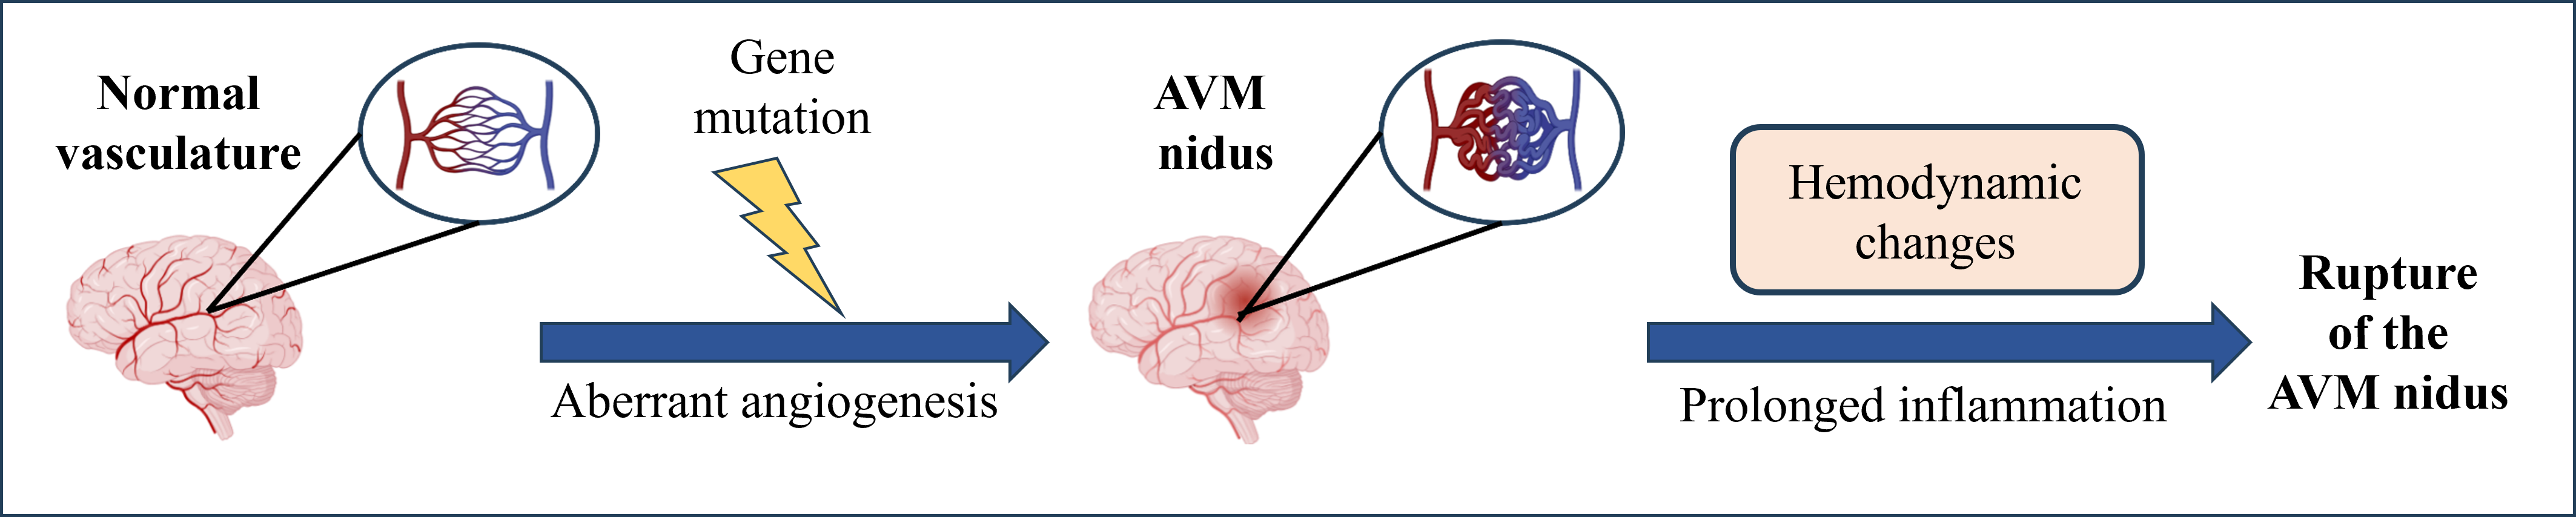 Normal
vasculature
Gene
mutation
Aberrant angiogenesis
AVM
nidus
Hemodynamic
changes
Prolonged inflammation
Rupture
of the
AVM nidus